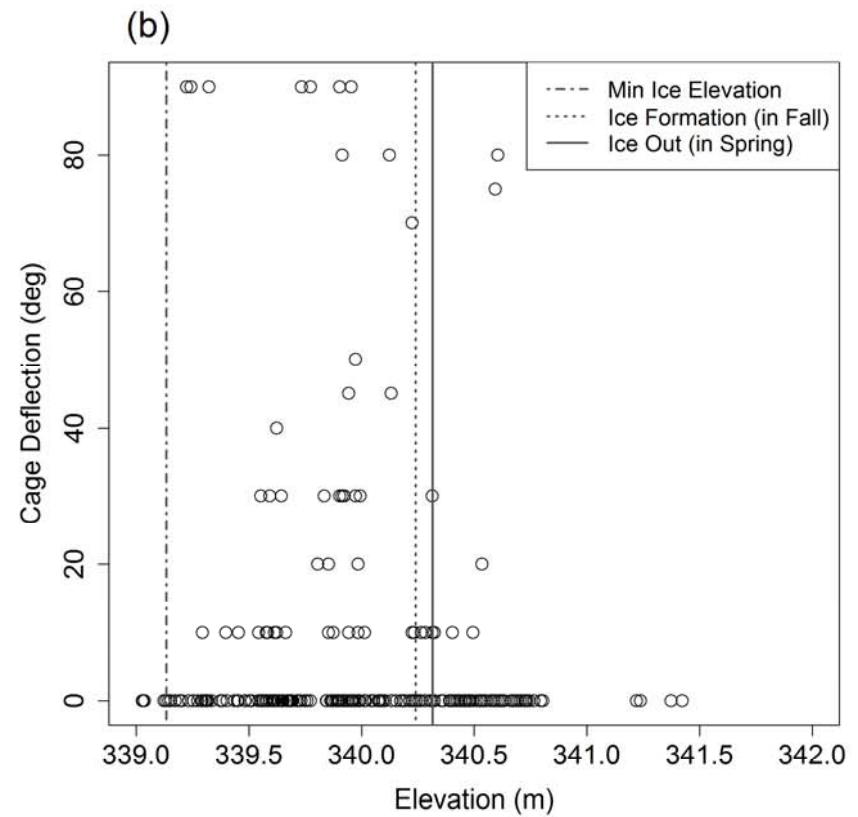 (b)
Min Ice Elevation
Ice Formation (in Fall)
Ice Out (in Spring)
Cage Deflection (deg)
80
60
40
20
0
339.0 339.5 340.0 340.5 341.0 341.5 342.0
Elevation (m)